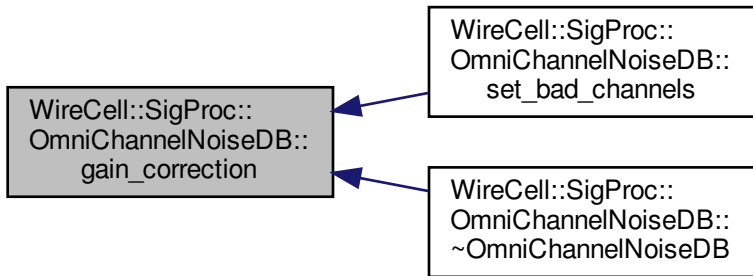 WireCell::SigProc::
OmniChannelNoiseDB::
gain_correction
WireCell::SigProc::
OmniChannelNoiseDB::
set_bad_channels
WireCell::SigProc::
OmniChannelNoiseDB::
~OmniChannelNoiseDB